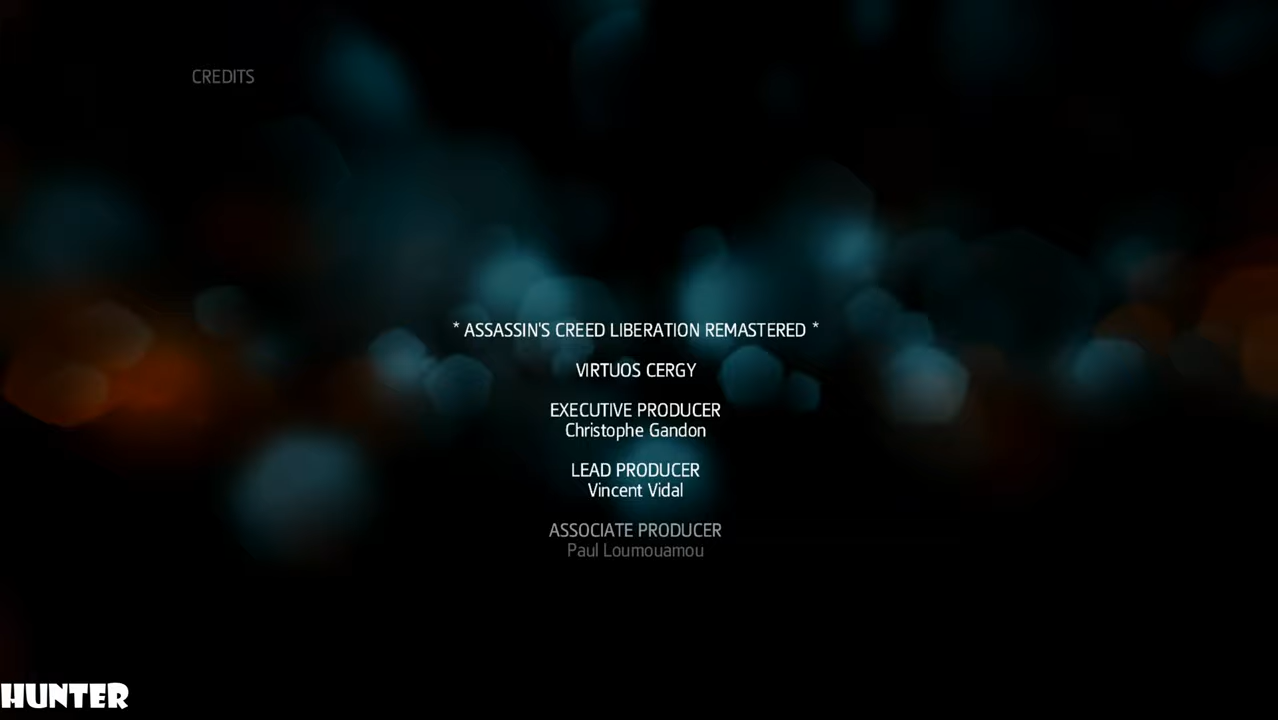 CREDITS
* ASSASSIN'S CREED LIBERATION REMASTERED *
VIRTUOS CERGY
EXECUTIVE PRODUCER
Christophe Gandon
LEAD PRODUCER
Vincent Vidal
ASSOCIATE PRODUCER
Paul Loumouamou
HUNTER